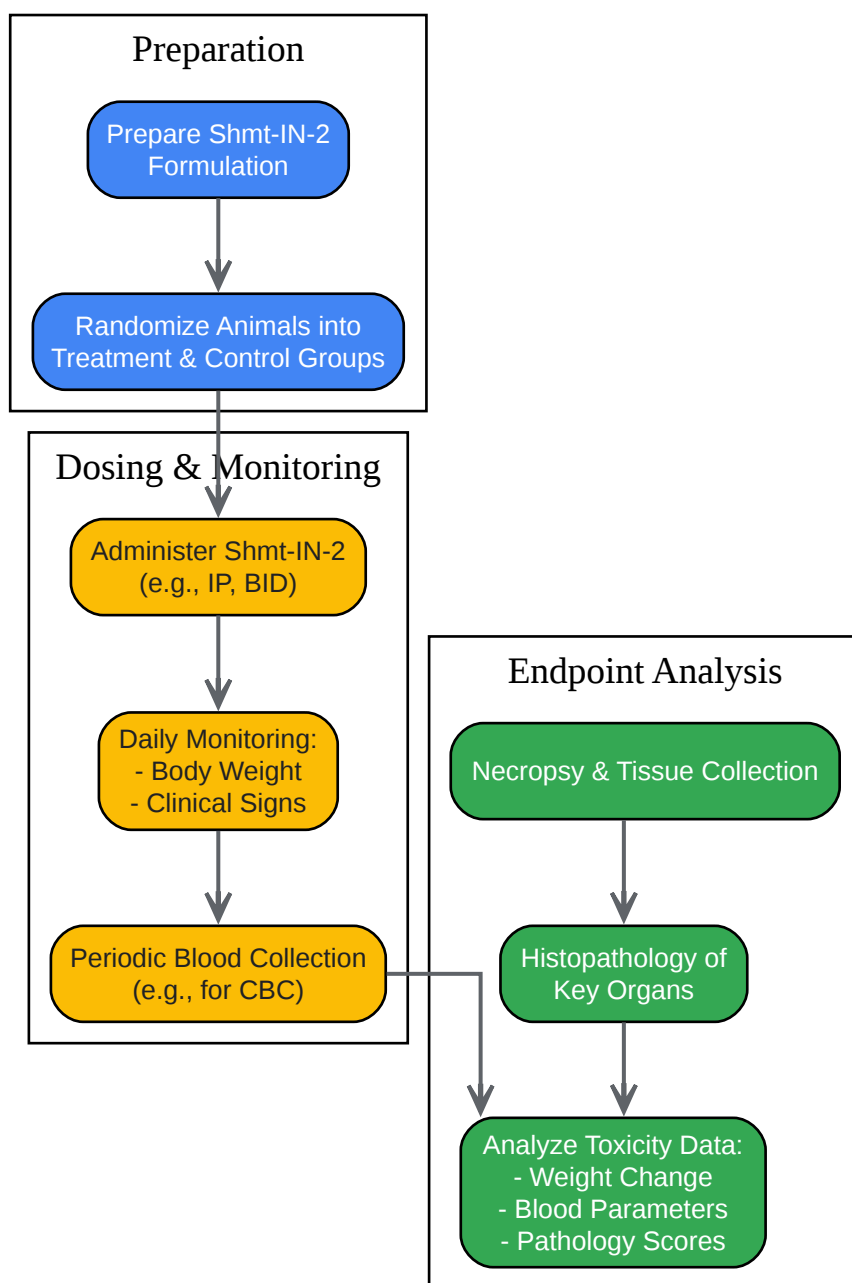 Preparation
Prepare Shmt-IN-2
Formulation
Randomize Animals into
Treatment & Control Groups
Dosing & Monitoring
Administer Shmt-IN-2
(e.g., IP, BID)
Daily Monitoring:
- Body Weight
- Clinical Signs
Periodic Blood Collection
(e.g., for CBC)
Endpoint Analysis
Necropsy & Tissue Collection
Histopathology of
Key Organs
Analyze Toxicity Data:
- Weight Change
- Blood Parameters
- Pathology Scores